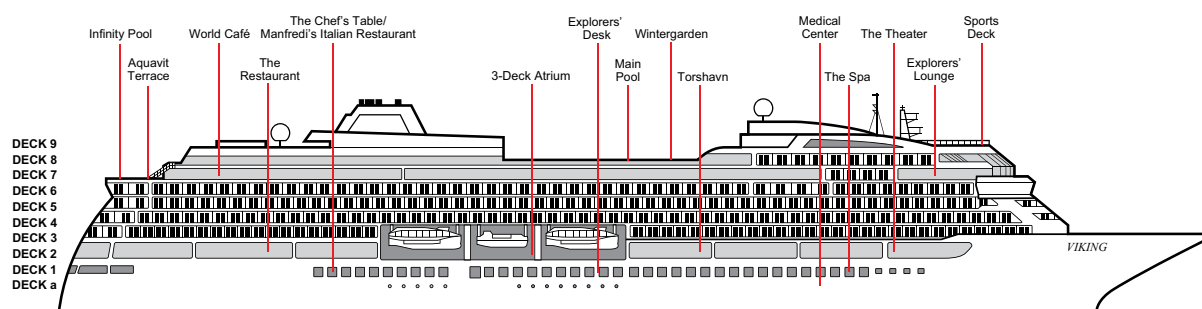 Infinity Pool
Aquavit
Terrace
World Café
The
Restaurant
The Chef’s Table/
Manfredi’s Italian Restaurant
3-Deck Atrium
Explorers’
Desk
Main
Pool
Wintergarden
Torshavn
Medical
Center
The Spa
The Theater
Explorers’
Lounge
Sports
Deck
DECK 9
DECK 8
DECK 7
DECK 6
DECK 5
DECK 4
DECK 3
DECK 2
DECK 1
DECK a
VIKING